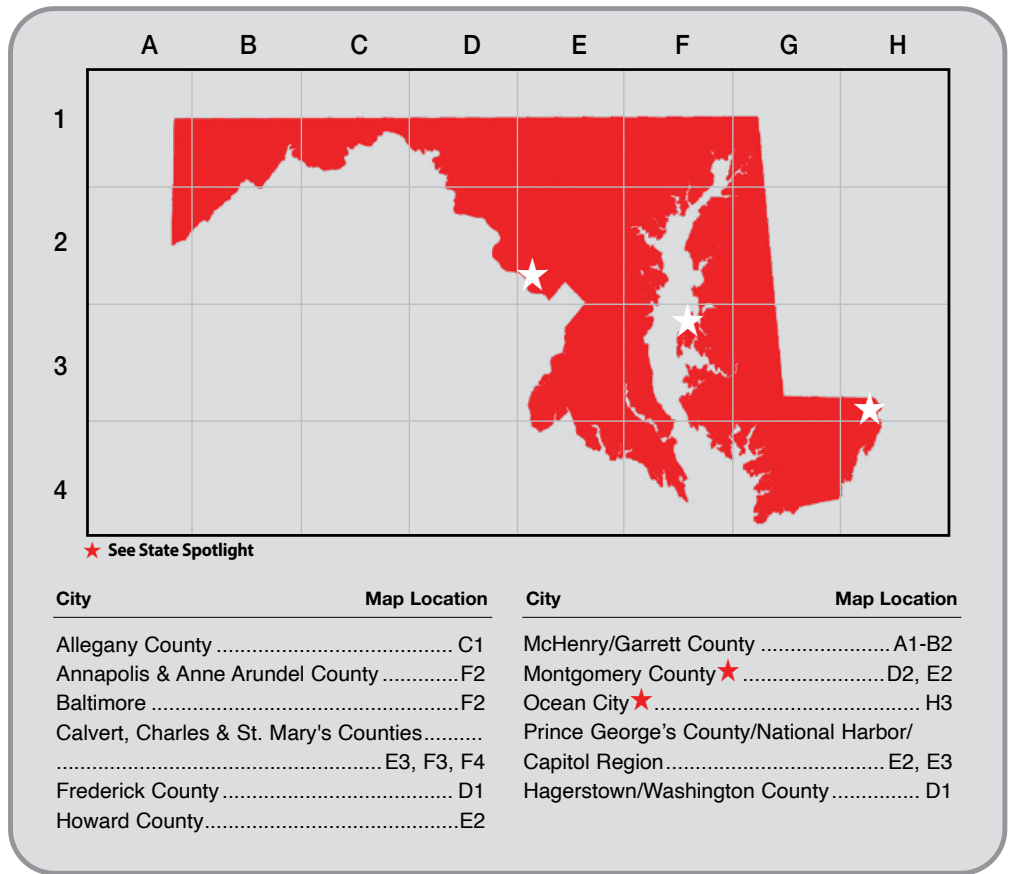 A B C D E F G H
1
2
3
4
★ See State Spotlight
City Map Location
Allegany County .................................. C1
Annapolis & Anne Arundel County ............F2
Baltimore ............................................F2
Calvert, Charles & St. Mary's Counties..........
...............................................E3, F3, F4
Frederick County .................................. D1
Howard County.....................................E2
City Map Location
McHenry/Garrett County ......................A1-B2
Montgomery County★ ........................D2, E2
Ocean City★....................................... H3
Prince George’s County/National Harbor/
Capitol Region................................ E2, E3
Hagerstown/Washington County............... D1